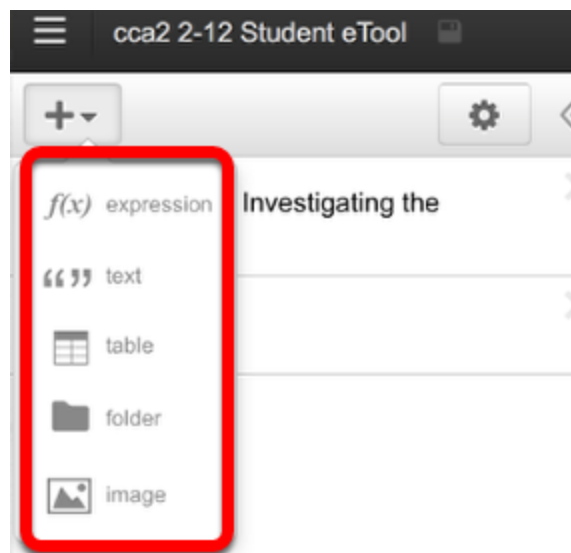 cca2 2-12 Student eTool
f(x) expression
Investigating the
“” text
table
folder
image